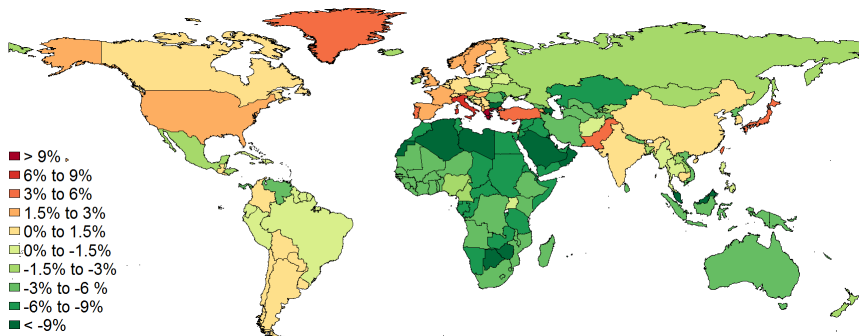 > 9%
6% to 9%
3% to 6%
1.5% to 3%
0% to 1.5%
0% to -1.5%
-1.5% to -3%
-3% to -6 %
-6% to -9%
< -9%